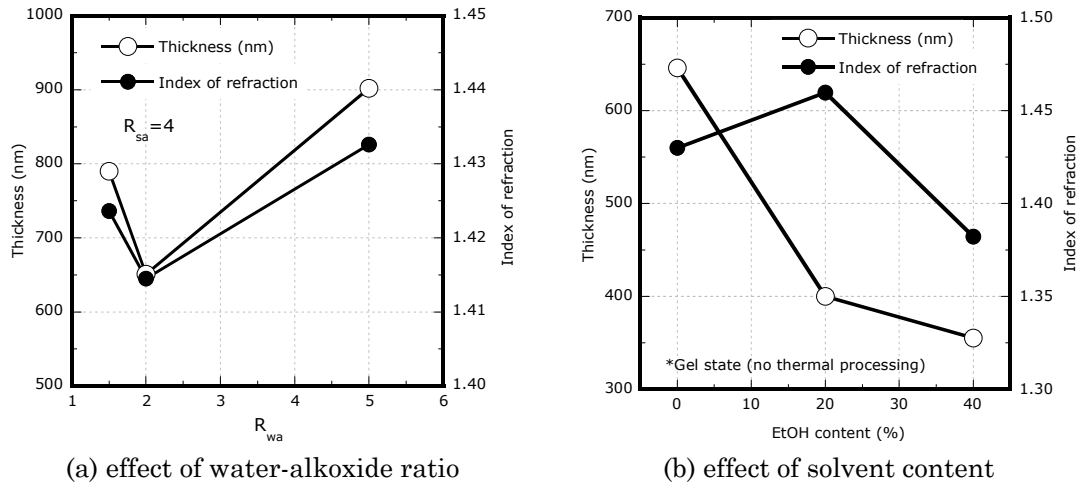 1000
900
800
700
600
500
Thickness (nm)
Thickness (nm)
Index of refraction
R_sa=4
1.45
1.44
1.43
1.42
1.41
1.40
Index of refraction
1 2 3 4 5 6
R_wa
(a) effect of water-alkoxide ratio
700
600
500
400
300
Thickness (nm)
Thickness (nm)
Index of refraction
*Gel state (no thermal processing)
1.50
1.45
1.40
1.35
1.30
Index of refraction
0 10 20 30 40
EtOH content (%)
(b) effect of solvent content